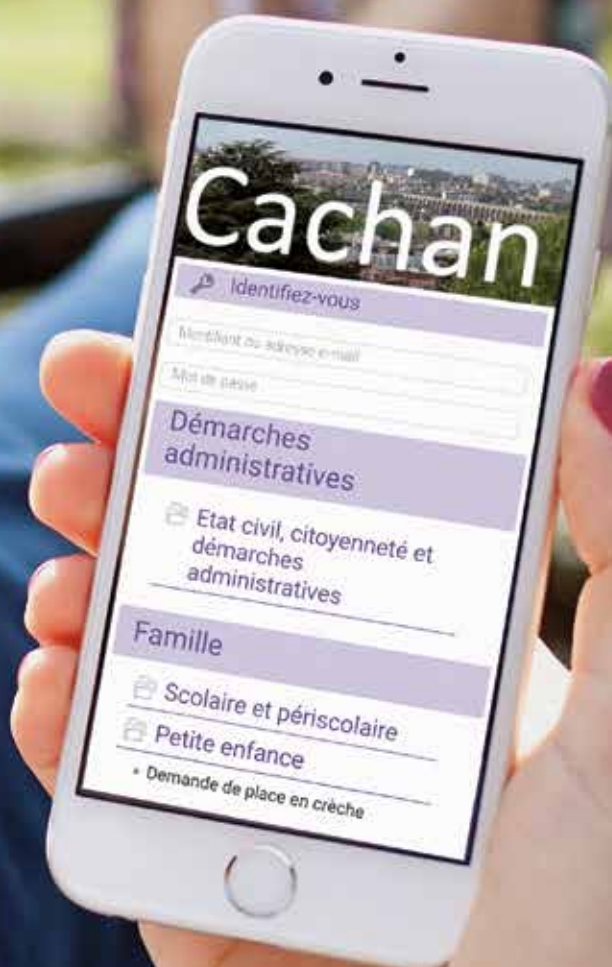 Cachan
Identifiez-vous
Identifiant ou adresse e-mail
Mot de passe
Démarches
administratives
Etat civil, citoyenneté et
démarches
administratives
Famille
Scolaire et périscolaire
Petite enfance
• Demande de place en crèche